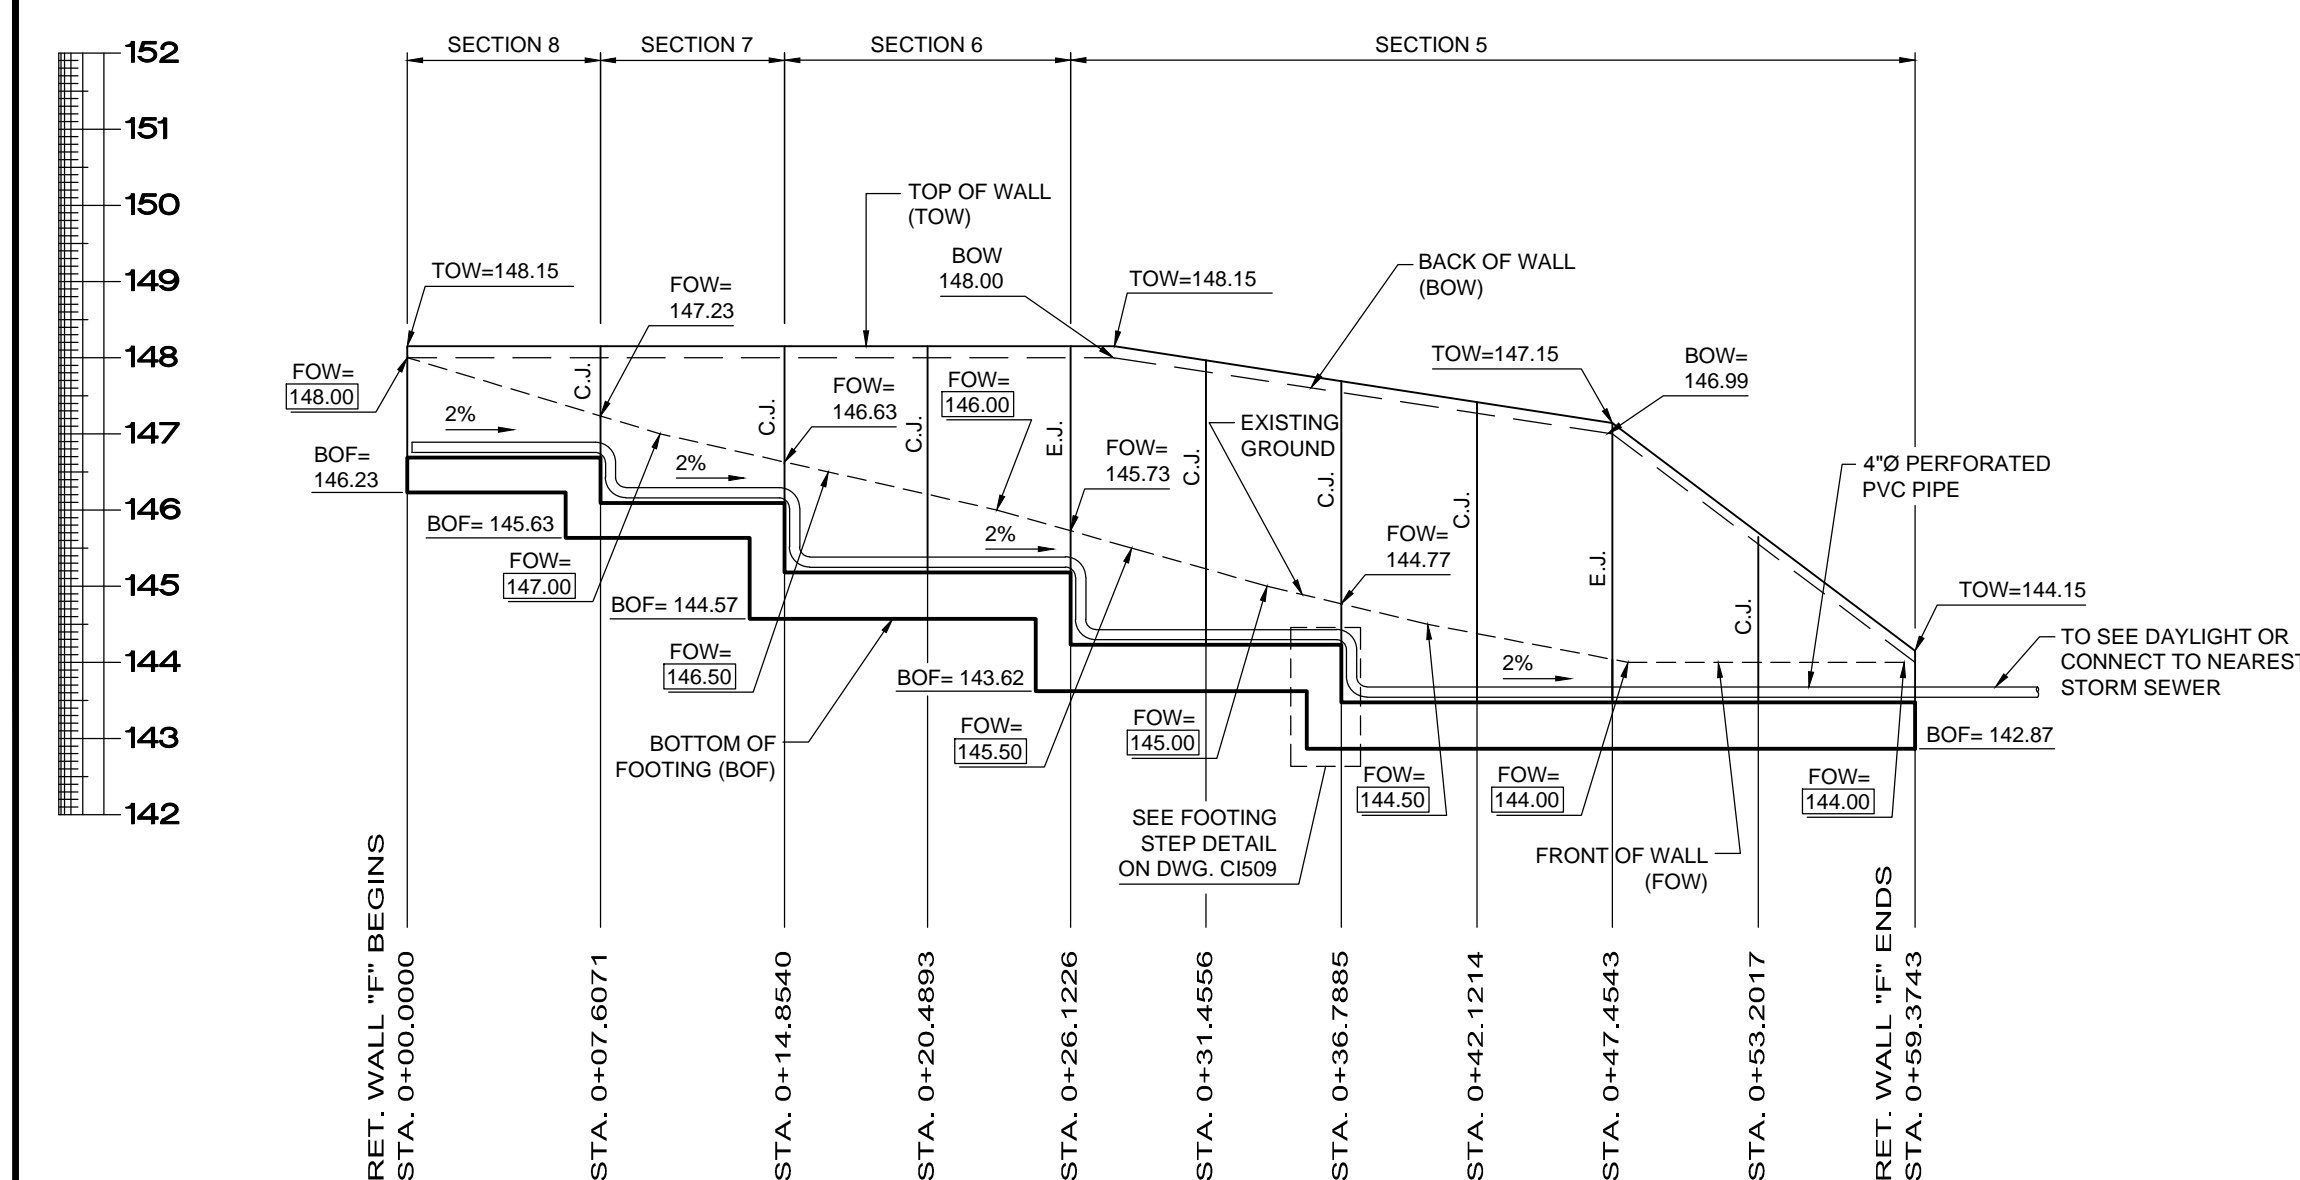 152
151
150
149
148
147
146
145
144
143
142
SECTION 8
SECTION 7
SECTION 6
SECTION 5
TOP OF WALL
(TOW)
TOW=148.15
FOW=
147.23
BOW
148.00
TOW=148.15
BACK OF WALL
(BOW)
TOW=147.15
BOW=
146.99
FOW=
148.00
2%
C.J.
C.J.
FOW=
146.63
C.J.
FOW=
146.00
E.J.
EXISTING
GROUND
BOF=
146.23
2%
FOW=
145.73
C.J.
C.J.
C.J.
4"Ø PERFORATED
PVC PIPE
BOF= 145.63
2%
FOW=
144.77
E.J.
FOW=
147.00
BOF= 144.57
C.J.
TOW=144.15
FOW=
146.50
BOF= 143.62
2%
TO SEE DAYLIGHT OR
CONNECT TO NEAREST
STORM SEWER
BOTTOM OF
FOOTING (BOF)
FOW=
145.50
FOW=
145.00
BOF= 142.87
FOW=
144.50
FOW=
144.00
FOW=
144.00
SEE FOOTING
STEP DETAIL
ON DWG. CI509
FRONT OF WALL
(FOW)
RET. WALL "F" BEGINS
STA. 0+00.0000
STA. 0+07.6071
STA. 0+14.8540
STA. 0+20.4893
STA. 0+26.1226
STA. 0+31.4556
STA. 0+36.7885
STA. 0+42.1214
STA. 0+47.4543
STA. 0+53.2017
RET. WALL "F" ENDS
STA. 0+59.3743